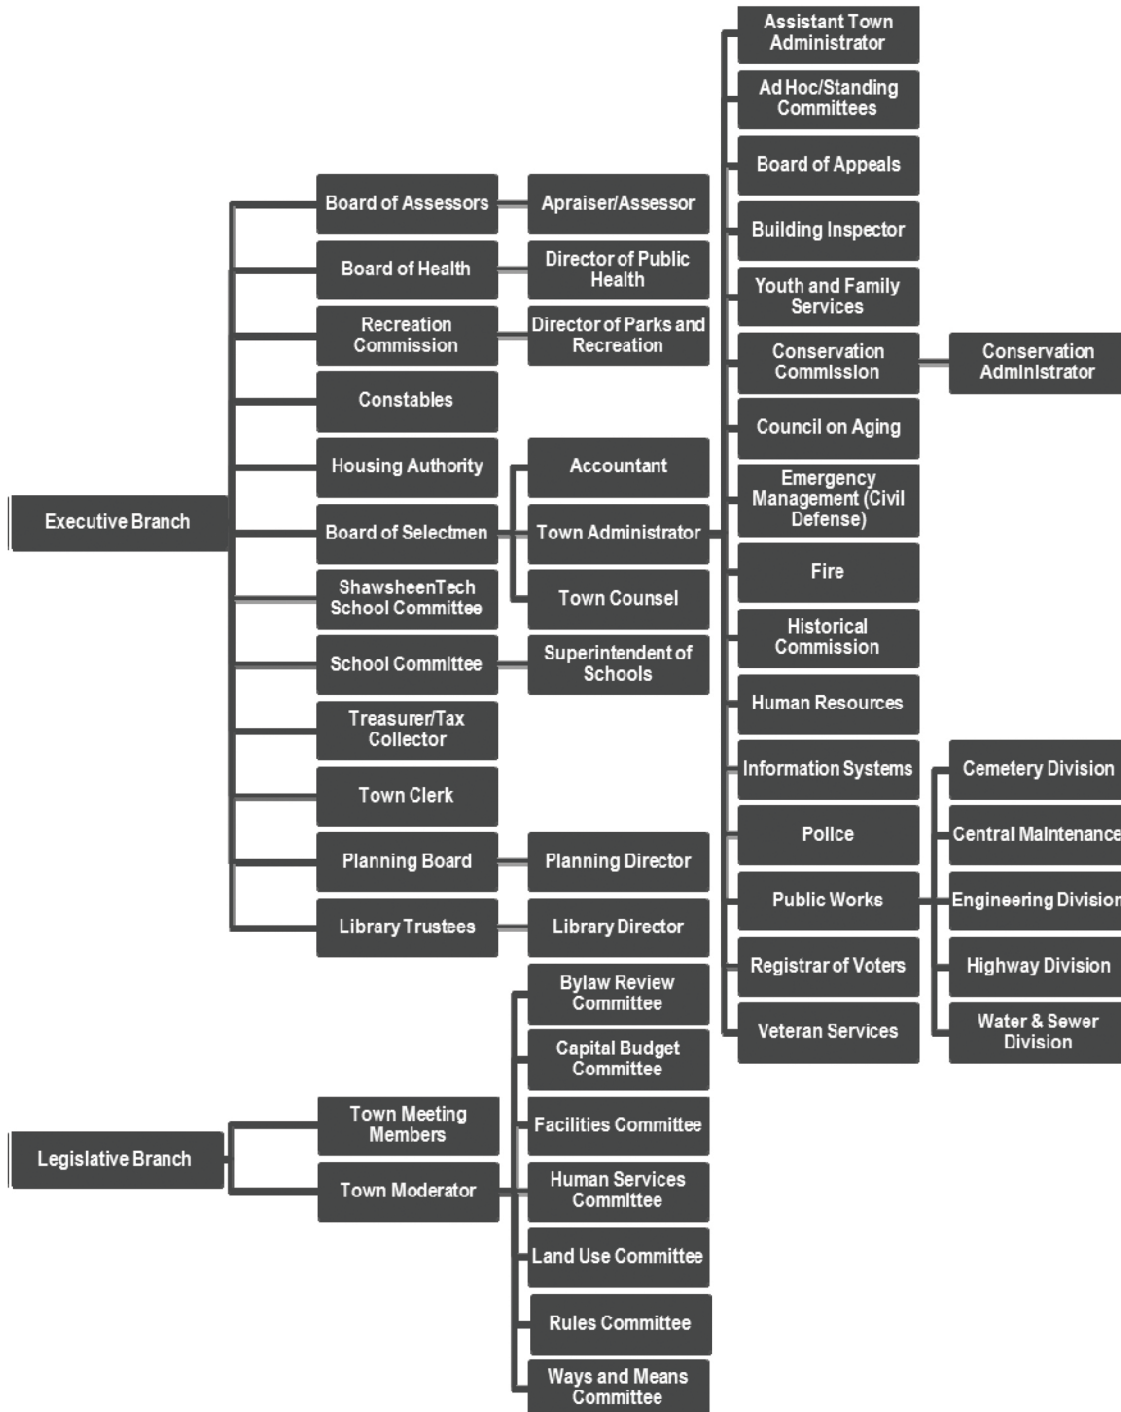 Executive Branch
Board of Assessors
Apraiser/Assessor
Board of Health
Director of Public
Health
Recreation
Commission
Director of Parks and
Recreation
Constables
Housing Authority
Board of Selectmen
Accountant
Town Administrator
Town Counsel
Assistant Town
Administrator
Ad Hoc/Standing
Committees
Board of Appeals
Building Inspector
Youth and Family
Services
Conservation
Commission
Conservation
Administrator
Council on Aging
Emergency
Management (Civil
Defense)
Fire
Historical
Commission
Human Resources
Information Systems
Police
Public Works
Cemetery Division
Central Maintenance
Engineering Division
Highway Division
Water & Sewer
Division
Registrar of Voters
Veteran Services
ShawsheenTech
School Committee
School Committee
Superintendent of
Schools
Treasurer/Tax
Collector
Town Clerk
Planning Board
Planning Director
Library Trustees
Library Director
Legislative Branch
Town Meeting
Members
Town Moderator
Bylaw Review
Committee
Capital Budget
Committee
Facilities Committee
Human Services
Committee
Land Use Committee
Rules Committee
Ways and Means
Committee